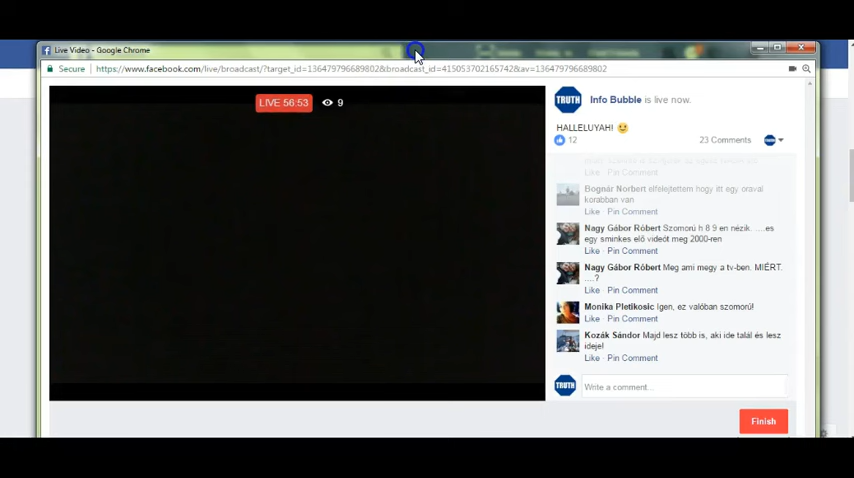 Live Video - Google Chrome
Secure https://www.facebook.com/live/broadcast/?target_id=136479796689802&broadcast_id=415053702165742&av=136479796689802
LIVE 56:53 9
TRUTH Info Bubble is live now.
HALLELUYAH!
12 23 Comments
Like · Pin Comment
Bognár Norbert elfelejtettem hogy itt egy oraval
korabban van
Like · Pin Comment
Nagy Gábor Róbert Szomorú h 8 9 en nézik. ....es
egy sminkes elő videót meg 2000-ren
Like · Pin Comment
Nagy Gábor Róbert Meg ami megy a tv-ben. MIÉRT.
....?
Like · Pin Comment
Monika Pletikosic Igen, ez valóban szomorú!
Like · Pin Comment
Kozák Sándor Majd lesz több is, aki ide talál és lesz
ideje!
Like · Pin Comment
TRUTH Write a comment...
Finish